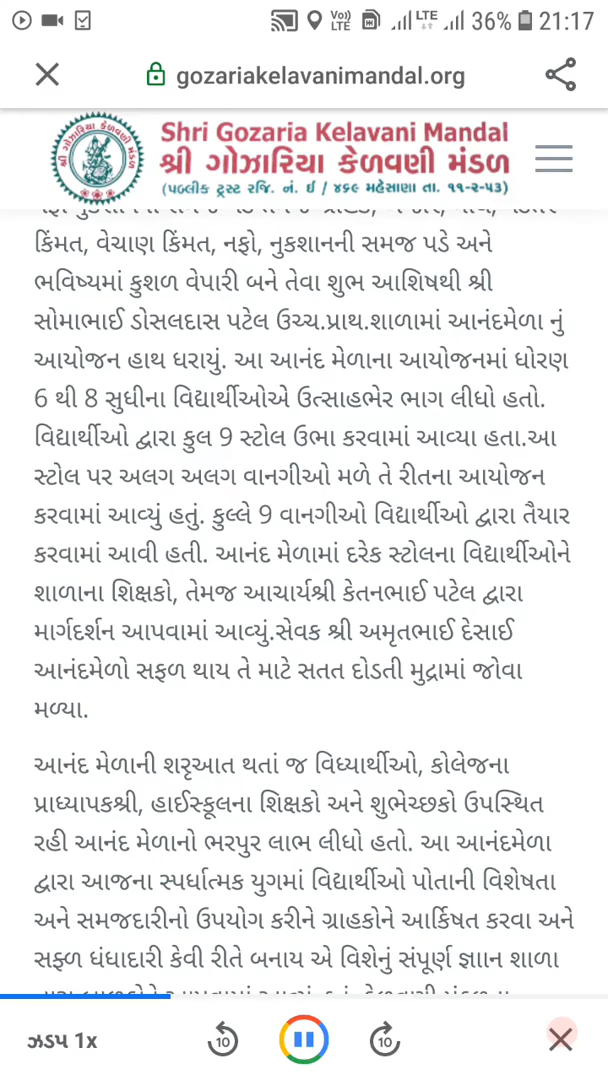 LTE 36% 21:17
gozariakelavanimandal.org
Shri Gozaria Kelavani Mandal
શ્રી ગોઝારિયા કેળવણી મંડળ
(પબ્લીક ટ્રસ્ટ રજિ. નં. ઈ / ૪૬૯ મહેસાણા તા. ૧૧-૨-૫૩)
કિંમત, વેચાણ કિંમત, નફો, નુકશાનની સમજ પડે અને
ભવિષ્યમાં કુશળ વેપારી બને તેવા શુભ આશિષથી શ્રી
સોમાભાઈ ડોસલદાસ પટેલ ઉચ્ચ.પ્રાથ.શાળામાં આનંદમેળા નું
આયોજન હાથ ધરાયું. આ આનંદ મેળાના આયોજનમાં ધોરણ
6 થી 8 સુધીના વિદ્યાર્થીઓએ ઉત્સાહભેર ભાગ લીધો હતો.
વિદ્યાર્થીઓ દ્વારા કુલ 9 સ્ટોલ ઉભા કરવામાં આવ્યા હતા.આ
સ્ટોલ પર અલગ અલગ વાનગીઓ મળે તે રીતના આયોજન
કરવામાં આવ્યું હતું. કુલ્લે 9 વાનગીઓ વિદ્યાર્થીઓ દ્વારા તૈયાર
કરવામાં આવી હતી. આનંદ મેળામાં દરેક સ્ટોલના વિદ્યાર્થીઓને
શાળાના શિક્ષકો, તેમજ આચાર્યશ્રી કેતનભાઈ પટેલ દ્વારા
માર્ગદર્શન આપવામાં આવ્યું.સેવક શ્રી અમૃતભાઈ દેસાઈ
આનંદમેળો સફળ થાય તે માટે સતત દોડતી મુદ્રામાં જોવા
મળ્યા.
આનંદ મેળાની શરૃઆત થતાં જ વિધ્યાર્થીઓ, કોલેજના
પ્રાધ્યાપકશ્રી, હાઈસ્કૂલના શિક્ષકો અને શુભેચ્છકો ઉપસ્થિત
રહી આનંદ મેળાનો ભરપુર લાભ લીધો હતો. આ આનંદમેળા
દ્વારા આજના સ્પર્ધાત્મક યુગમાં વિદ્યાર્થીઓ પોતાની વિશેષતા
અને સમજદારીનો ઉપયોગ કરીને ગ્રાહકોને આર્કિષત કરવા અને
સફળ ધંધાદારી કેવી રીતે બનાય એ વિશેનું સંપૂર્ણ જ્ઞાાન શાળા
ઝડપ 1x
10
10